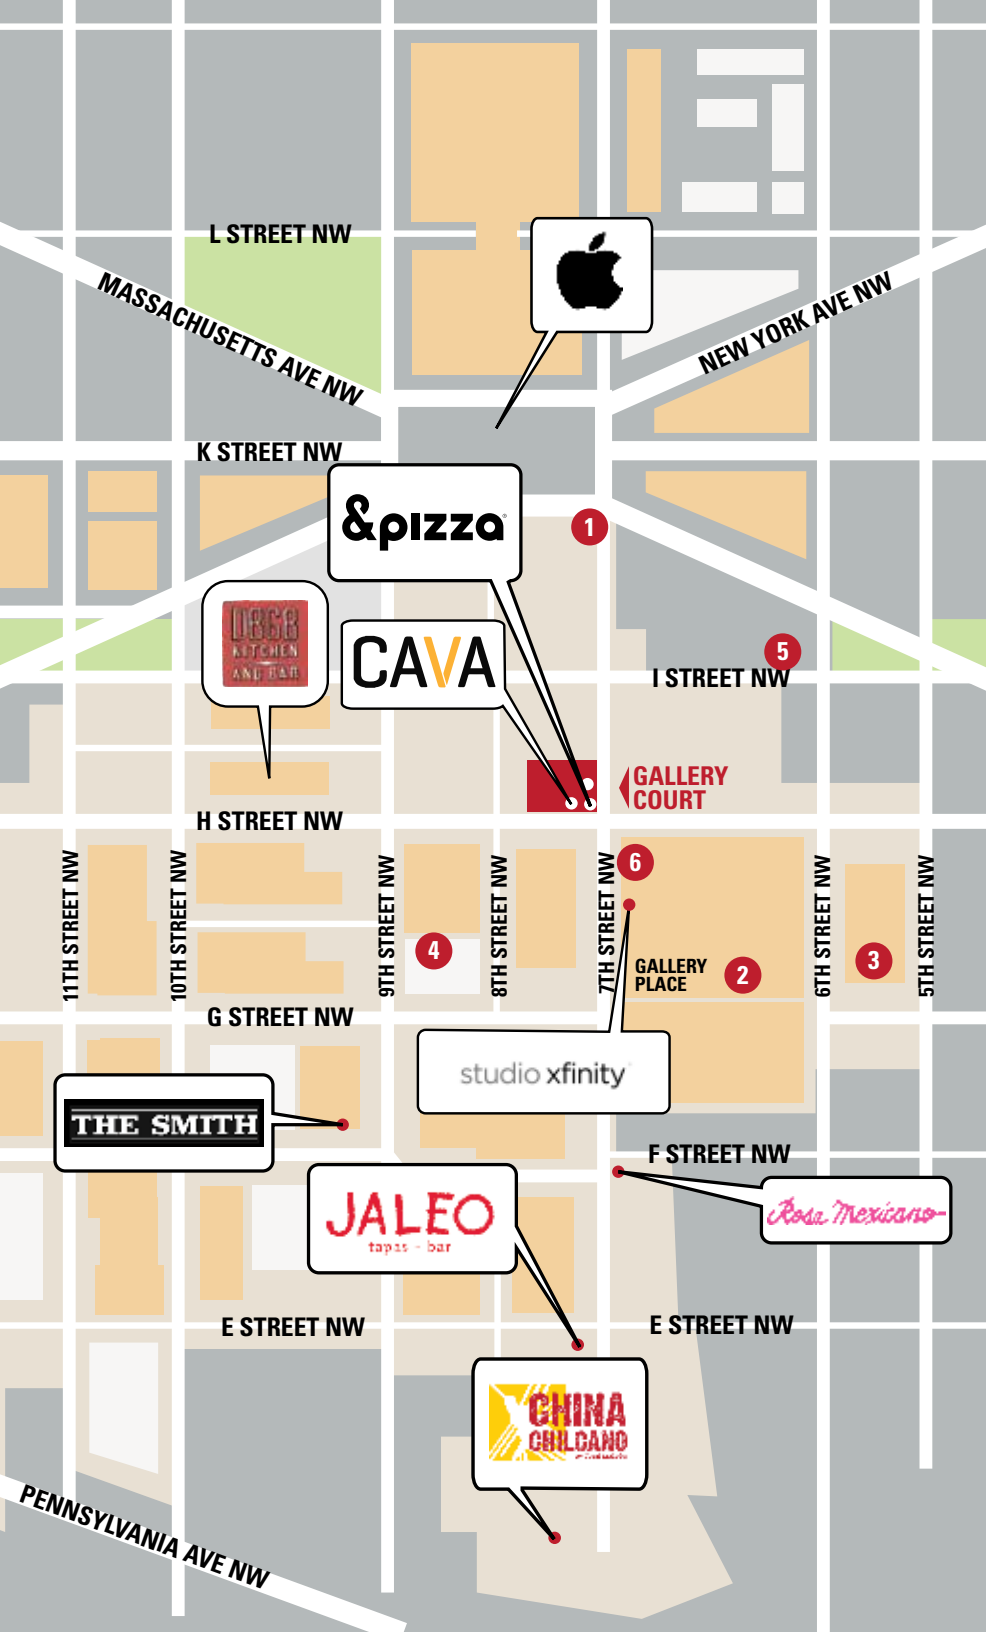 L STREET NW
MASSACHUSETTS AVE NW
NEW YORK AVE NW
K STREET NW
&pizza
1
DBGB
KITCHEN
AND BAR
CAVA
5
I STREET NW
GALLERY
COURT
H STREET NW
11TH STREET NW
10TH STREET NW
9TH STREET NW
8TH STREET NW
7TH STREET NW
6TH STREET NW
5TH STREET NW
6
4
GALLERY
PLACE
2
3
G STREET NW
studio xfinity
THE SMITH
F STREET NW
JALEO
tapas - bar
Rosa Mexicano
E STREET NW
E STREET NW
CHINA
CHILCANO
PENNSYLVANIA AVE NW